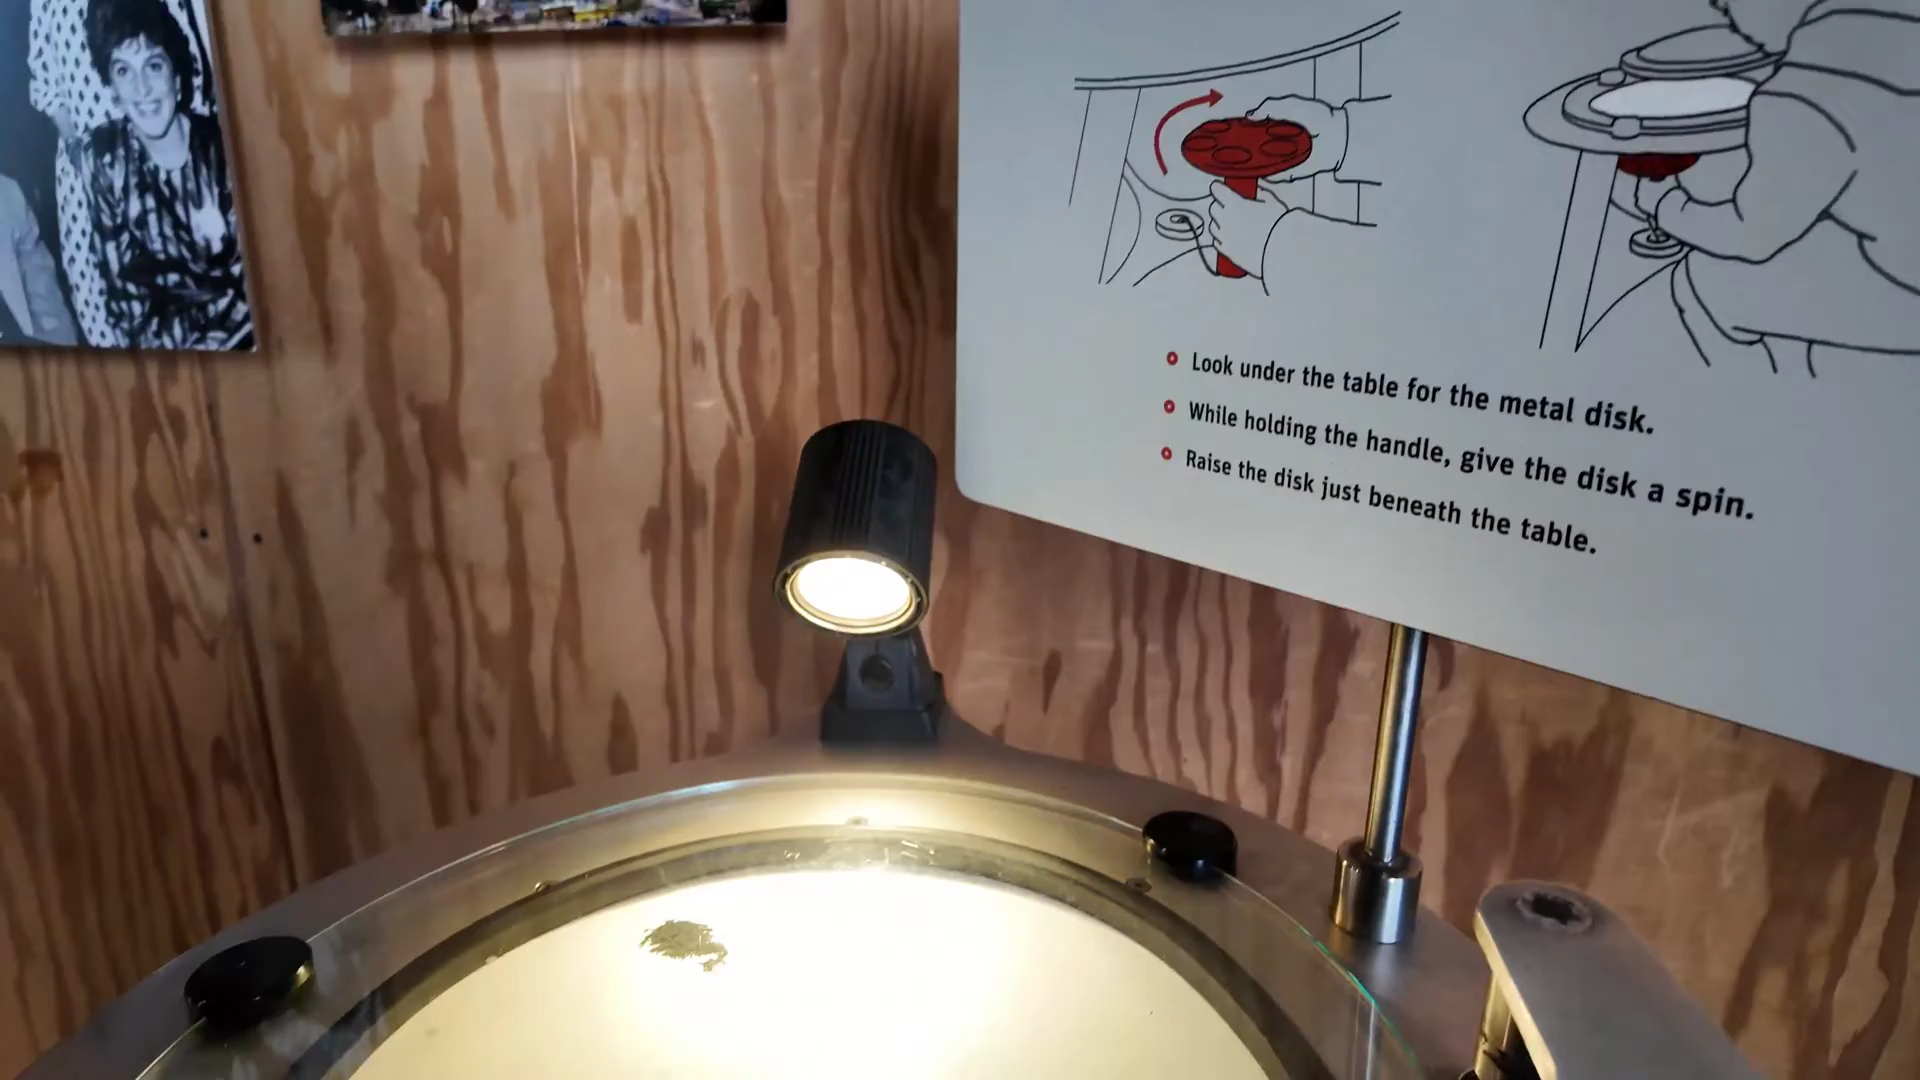 Look under the table for the metal disk.
While holding the handle, give the disk a spin.
Raise the disk just beneath the table.